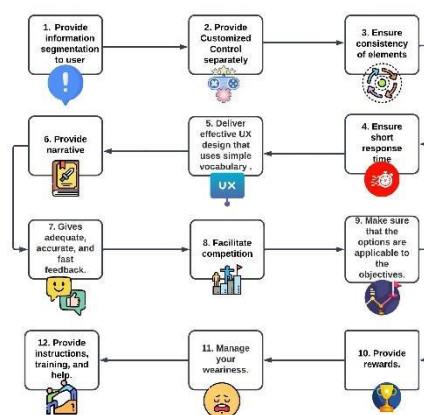 1. Provide
information
segmentation
to user
2. Provide
Customized
Control
separately
3. Ensure
consistency
of elements
4. Ensure
short
response
time
5. Deliver
effective UX
design that
uses simple
vocabulary .
UX
6. Provide
narrative
7. Gives
adequate,
accurate, and
fast
feedback.
8. Facilitate
competition
9. Make sure
that the
options are
applicable to
the
objectives.
10. Provide
rewards.
11. Manage
your
weariness.
12. Provide
instructions,
training, and
help.